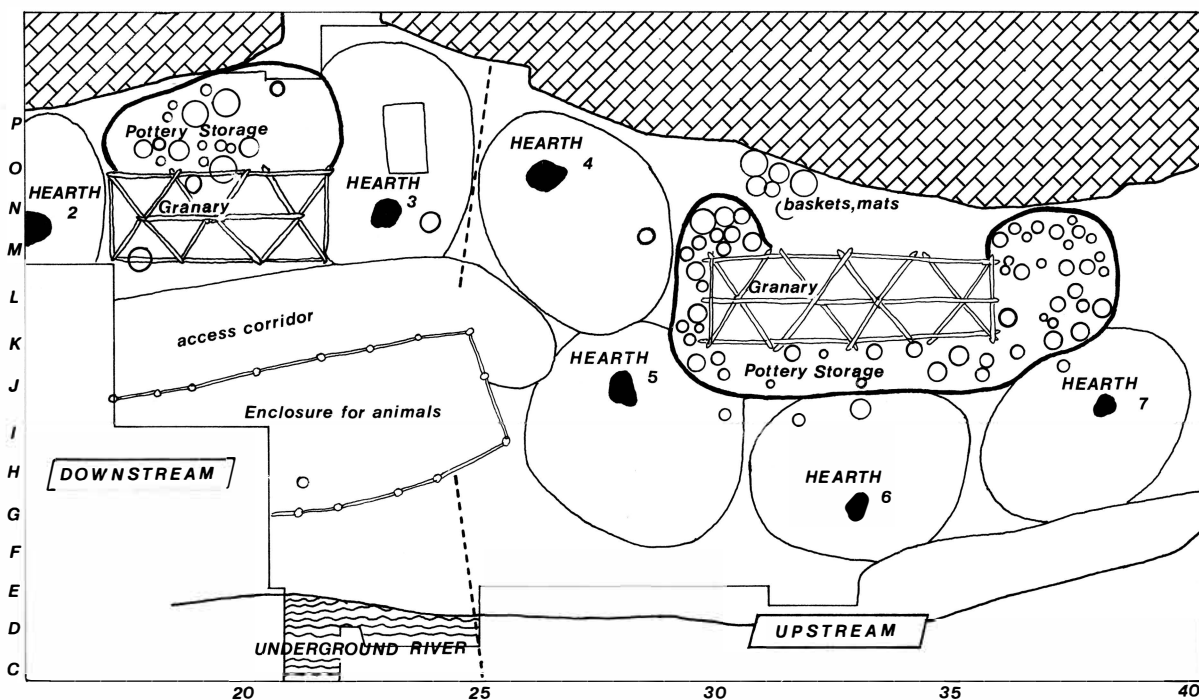 P
O
N
M
L
K
J
I
H
G
F
E
D
C
Pottery Storage
HEARTH
2
Granary
HEARTH
3
HEARTH
4
baskets, mats
Granary
Pottery Storage
access corridor
Enclosure for animals
HEARTH
5
HEARTH
6
HEARTH
7
DOWNSTREAM
UPSTREAM
UNDERGROUND RIVER
20
25
30
35
40